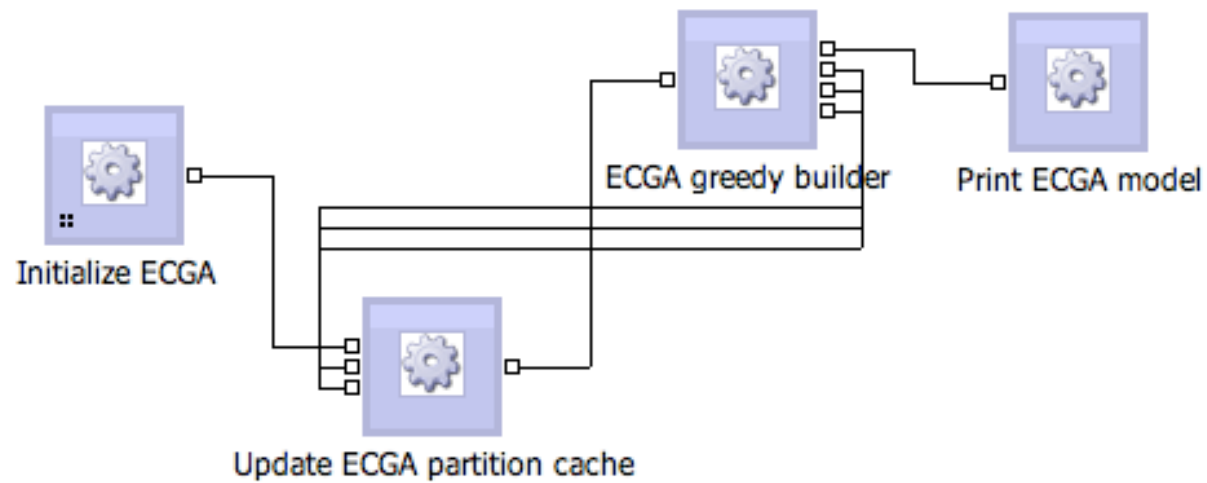 ECGA greedy builder
Print ECGA model
Initialize ECGA
Update ECGA partition cache